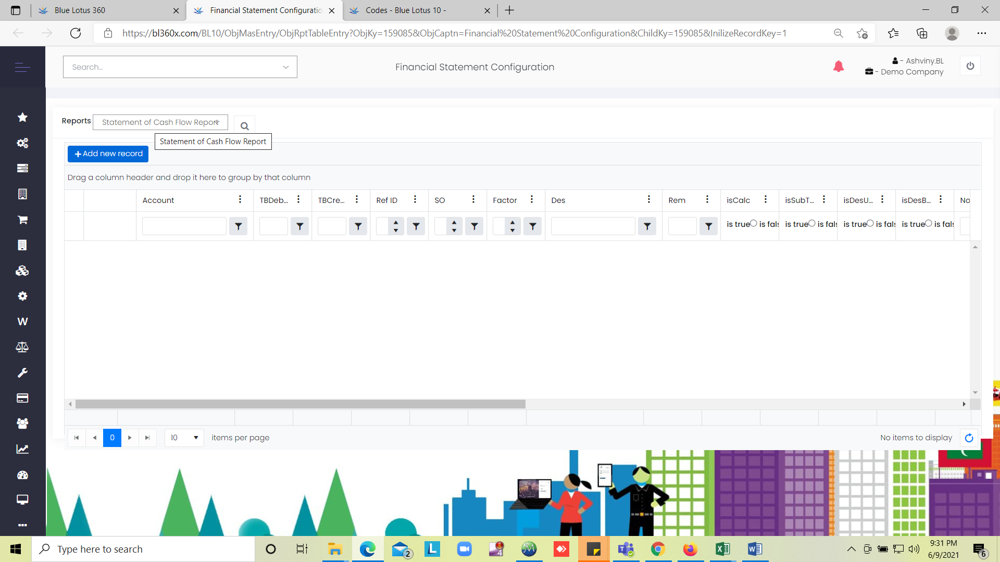 Blue Lotus 360
Financial Statement Configuratio
Codes - Blue Lotus 10 -
https://bl360x.com/BL10/ObjMasEntry/ObjRptTableEntry?ObjKy=159085&ObjCaptn=Financial%20Statement%20Configuration&ChildKy=159085&InilizeRecordKey=1
Search...
Financial Statement Configuration
- Ashviny.BL
- Demo Company
Reports
Statement of Cash Flow Report
Statement of Cash Flow Report
Add new record
Drag a column header and drop it here to group by that column
Account
TBDeb...
TBCre...
Ref ID
SO
Factor
Des
Rem
isCalc
isSubT...
isDesU...
isDesB...
No
is true is fals
is true is fals
is true is fals
is true is fals
W
0
10
items per page
No items to display
Type here to search
2
L
4
9:31 PM
6/9/2021
6